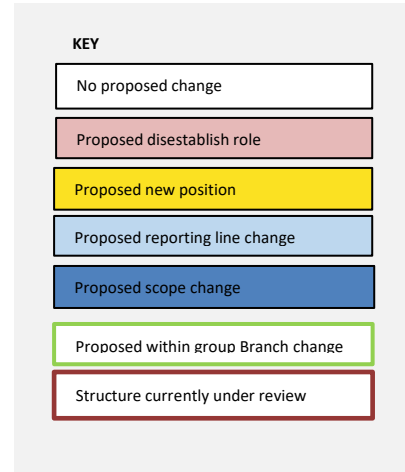 KEY
No proposed change
Proposed disestablish role
Proposed new position
Proposed reporting line change
Proposed scope change
Proposed within group Branch change
Structure currently under review